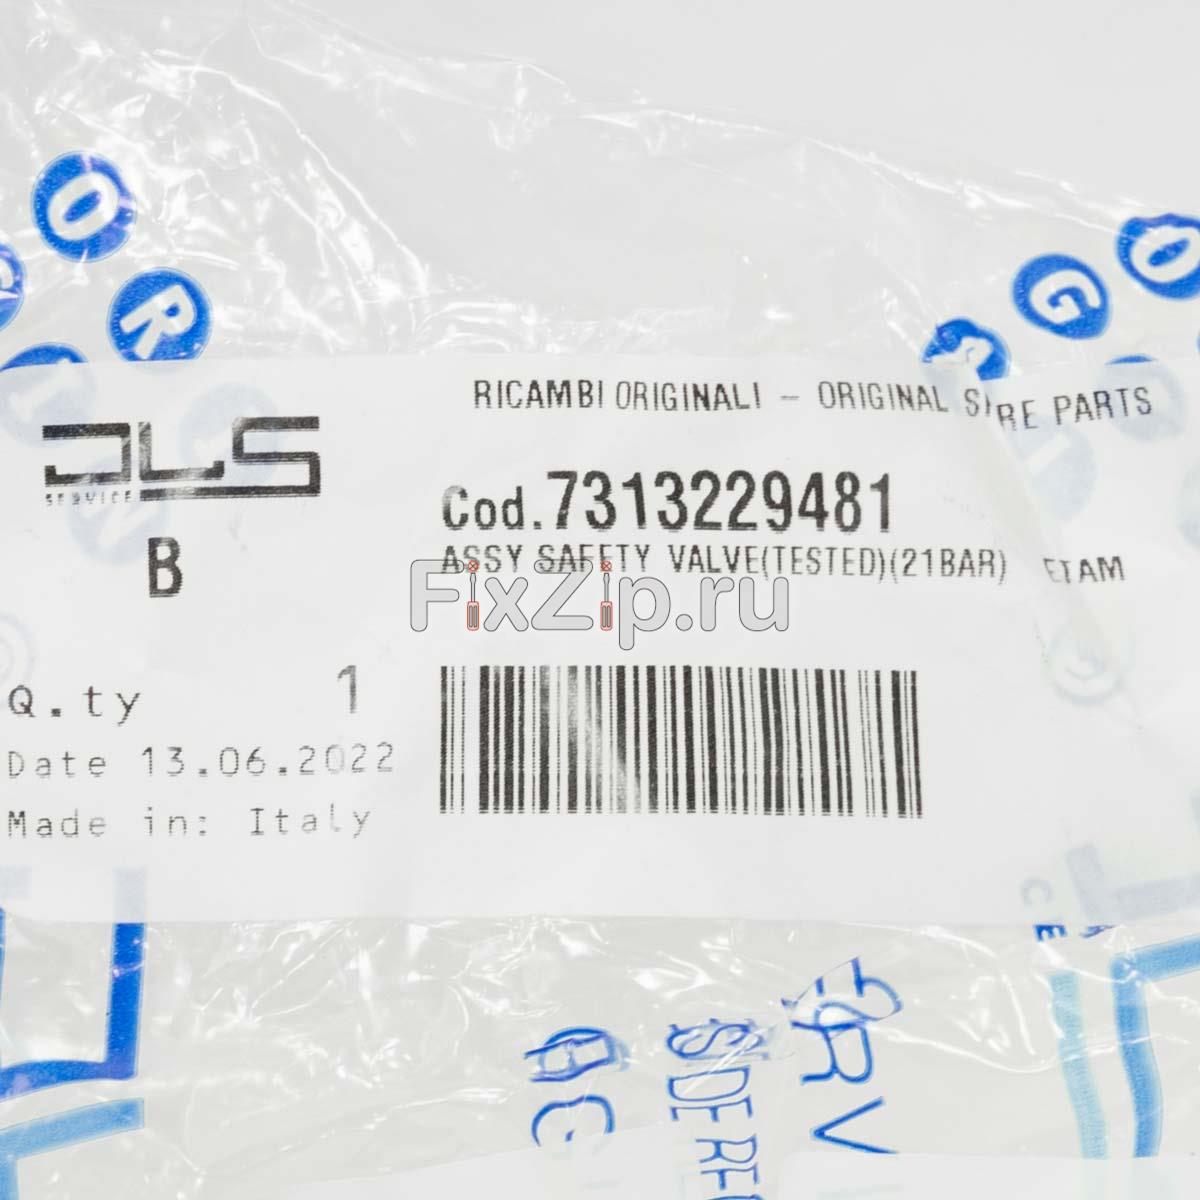 RICAMBI ORIGINALI - ORIGINAL SPARE PARTS
DLS
SERVICE
Cod.7313229481
ASSY SAFETY VALVE(TESTED)(21BAR) ETAM
B
FixZip.ru
Q.ty 1
Date 13.06.2022
Made in: Italy